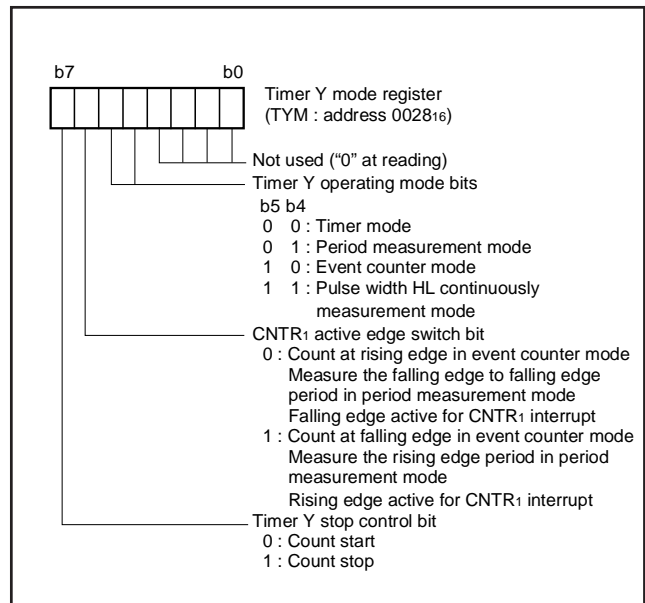 b7 b0
Timer Y mode register
(TYM : address 002816)
Not used (“0” at reading)
Timer Y operating mode bits
b5 b4
0 0 : Timer mode
0 1 : Period measurement mode
1 0 : Event counter mode
1 1 : Pulse width HL continuously
measurement mode
CNTR1 active edge switch bit
0 : Count at rising edge in event counter mode
Measure the falling edge to falling edge
period in period measurement mode
Falling edge active for CNTR1 interrupt
1 : Count at falling edge in event counter mode
Measure the rising edge period in period
measurement mode
Rising edge active for CNTR1 interrupt
Timer Y stop control bit
0 : Count start
1 : Count stop